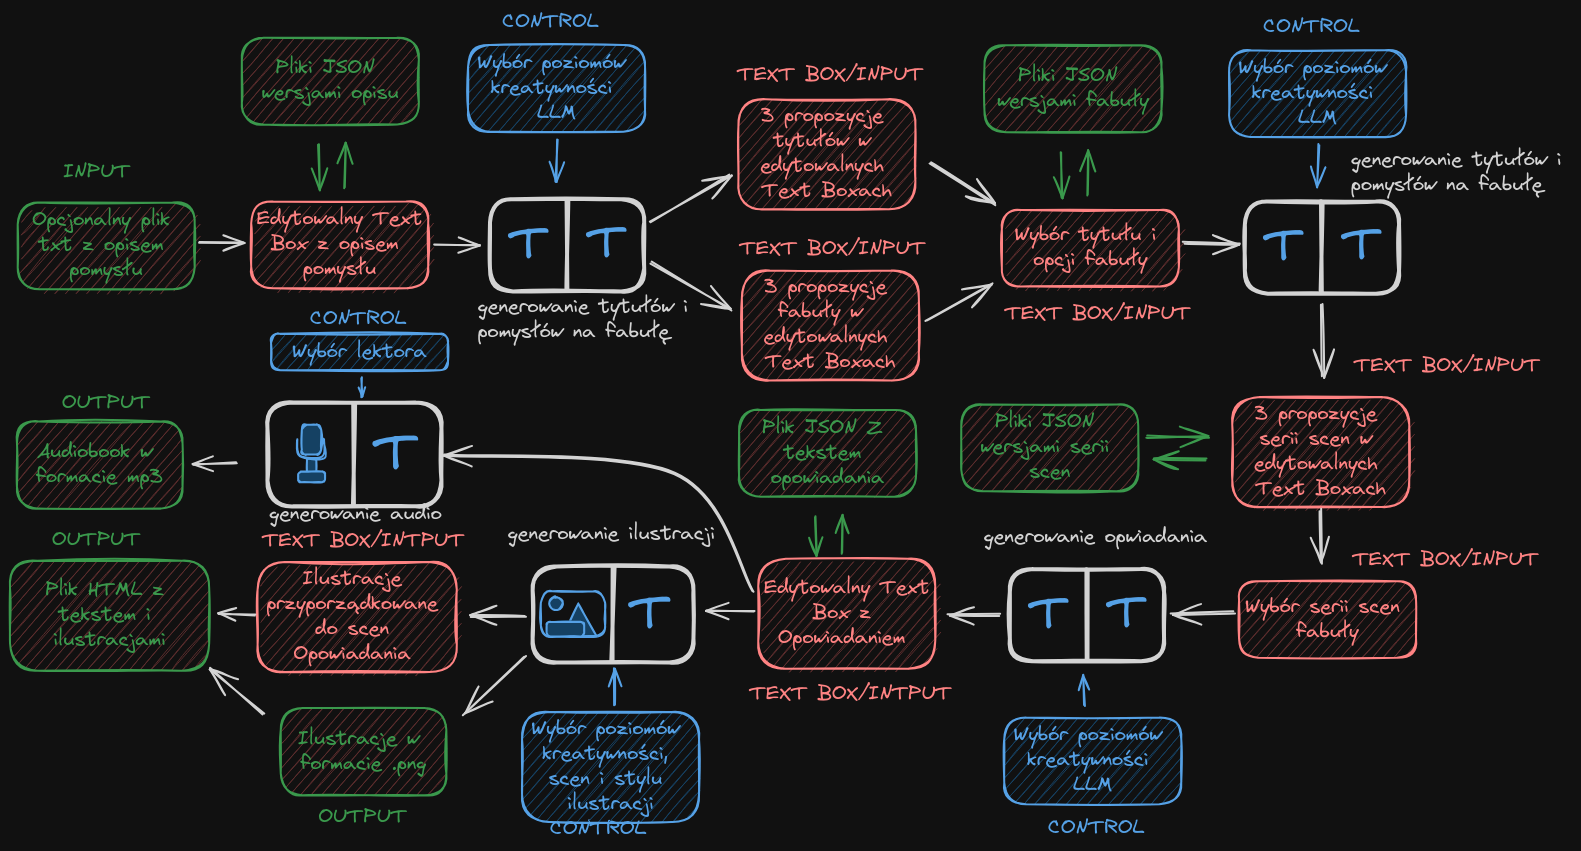 INPUT
Opcjonalny plik
txt z opisem
pomysłu
Pliki JSON
wersjami opisu
Edytowalny Text
Box z opisem
pomysłu
CONTROL
Wybór poziomów
kreatywności
LLM
T T
generowanie tytułów i
pomysłów na fabułę
TEXT BOX/INPUT
3 propozycje
tytułów w
edytowalnych
Text Boxach
TEXT BOX/INPUT
3 propozycje
fabuły w
edytowalnych
Text Boxach
Pliki JSON
wersjami fabuły
Wybór tytułu i
opcji fabuły
TEXT BOX/INPUT
CONTROL
Wybór poziomów
kreatywności
LLM
generowanie tytułów i
pomysłów na fabułę
T T
TEXT BOX/INPUT
3 propozycje
serii scen w
edytowalnych
Text Boxach
Pliki JSON
wersjami serii
scen
TEXT BOX/INPUT
Wybór serii scen
fabuły
generowanie opwiadania
T T
Wybór poziomów
kreatywności
LLM
CONTROL
Plik JSON Z
tekstem
opowiadania
Edytowalny Text
Box z
Opowiadaniem
TEXT BOX/INTPUT
generowanie ilustracji
T
Wybór poziomów
kreatywności,
scen i stylu
ilustracji
CONTROL
CONTROL
Wybór lektora
T
generowanie audio
OUTPUT
Audiobook w
formacie mp3
TEXT BOX/INTPUT
Ilustracje
przyporządkowane
do scen
Opowiadania
OUTPUT
Plik HTML z
tekstem i
ilustracjami
Ilustracje w
formacie .png
OUTPUT